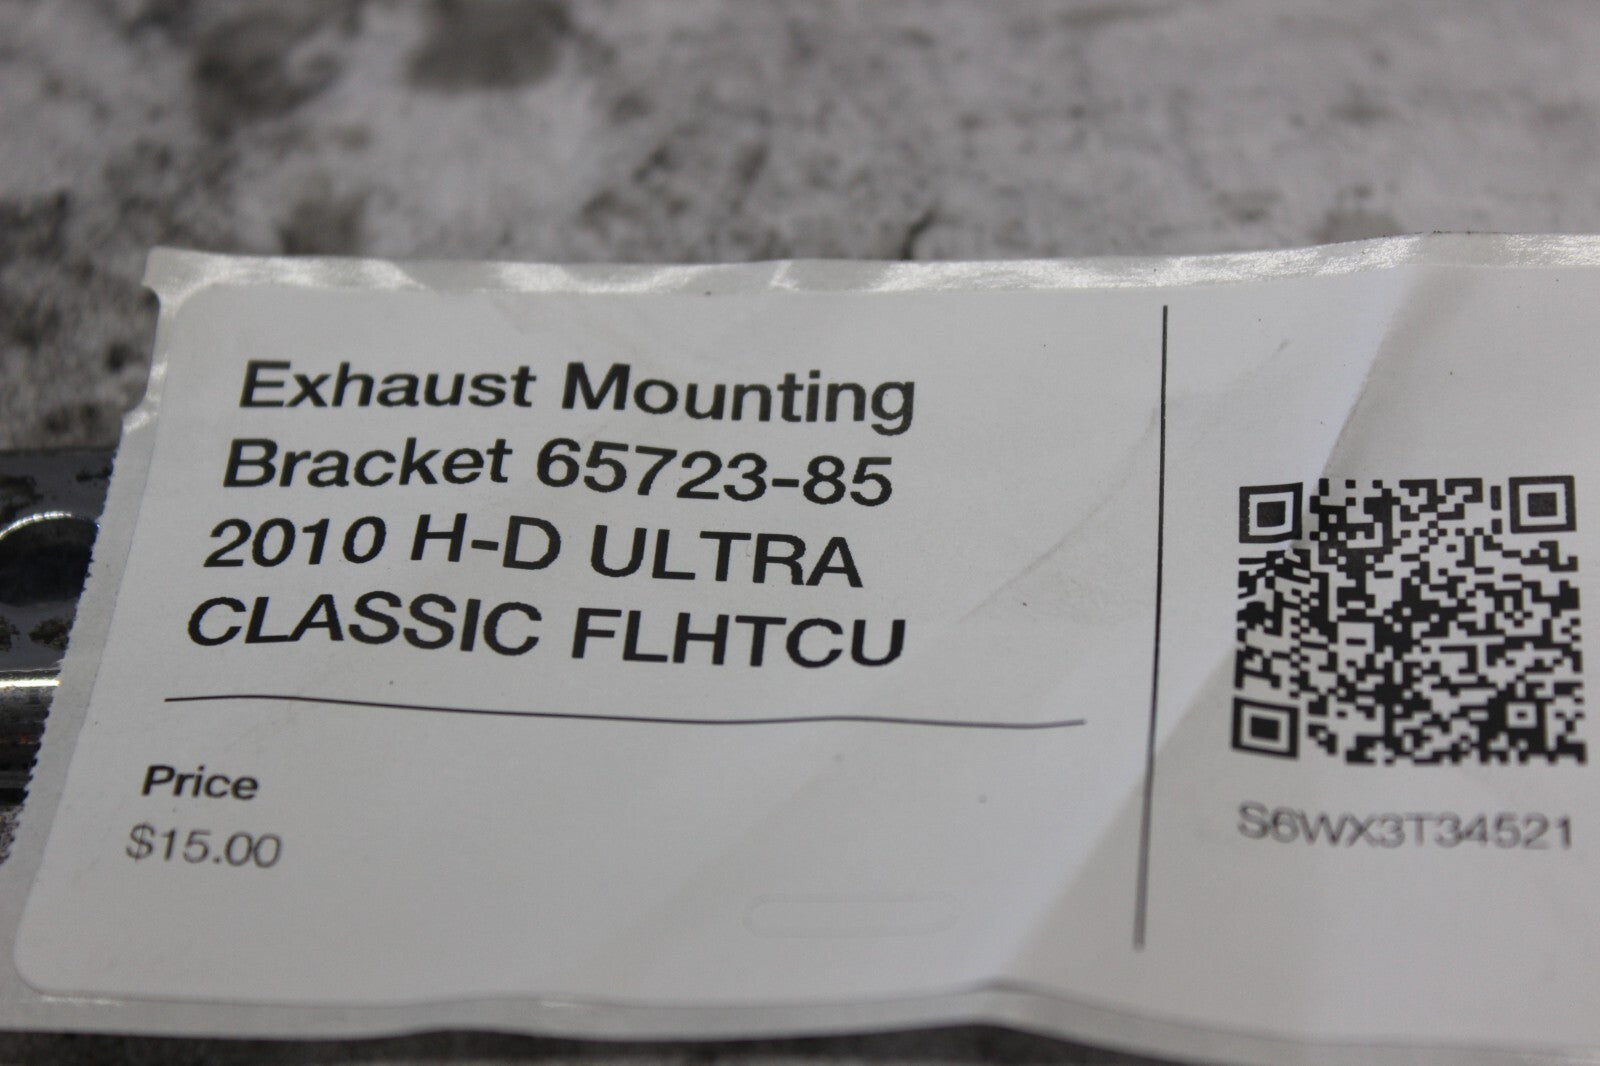 Exhaust Mounting
Bracket 65723-85
2010 H-D ULTRA
CLASSIC FLHTCU
Price
$15.00
S6WX3T34521